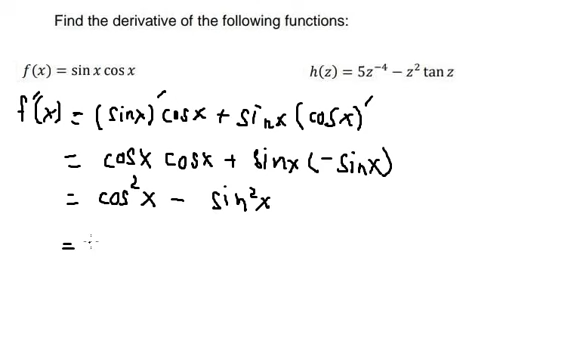 Find the derivative of the following functions:
f(x) = sin x cos x
h(z) = 5z⁻⁴ − z² tan z
f'(x) = (sinx)' cosx + sinx (cosx)'
= cosx cosx + sinx (-sinx)
= cos²x - sin²x
=